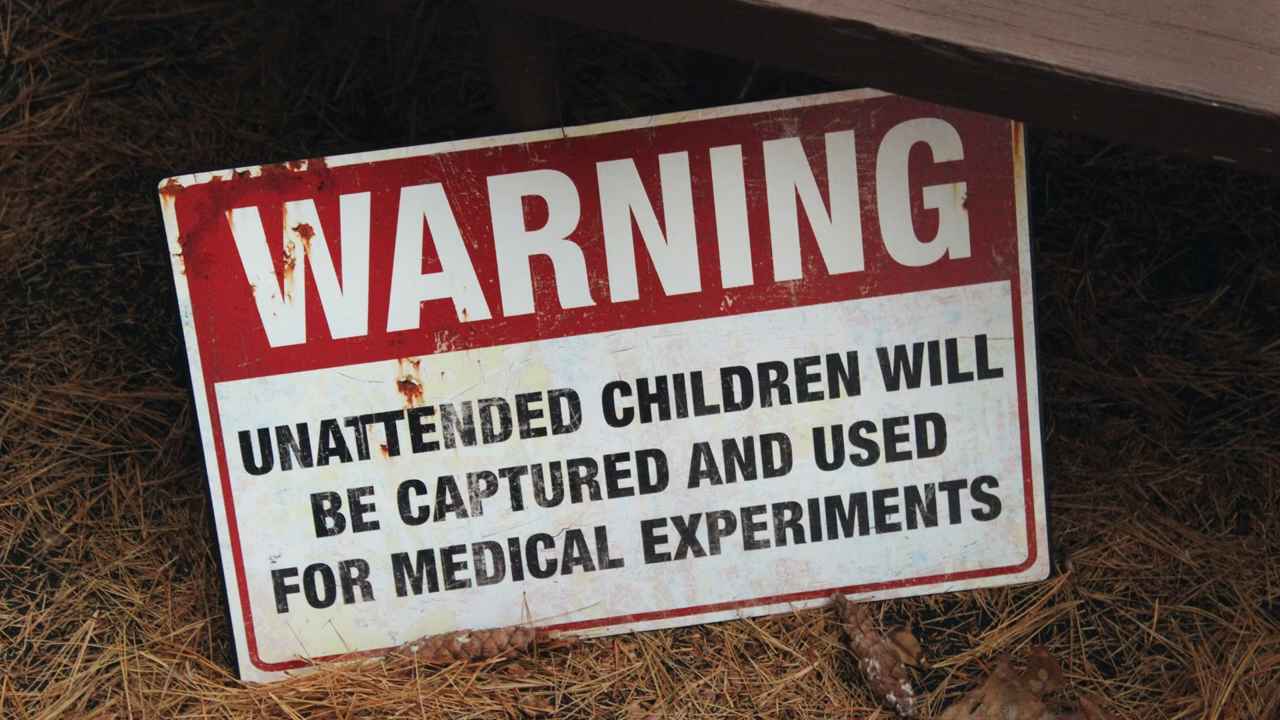 WARNING
UNATTENDED CHILDREN WILL
BE CAPTURED AND USED
FOR MEDICAL EXPERIMENTS